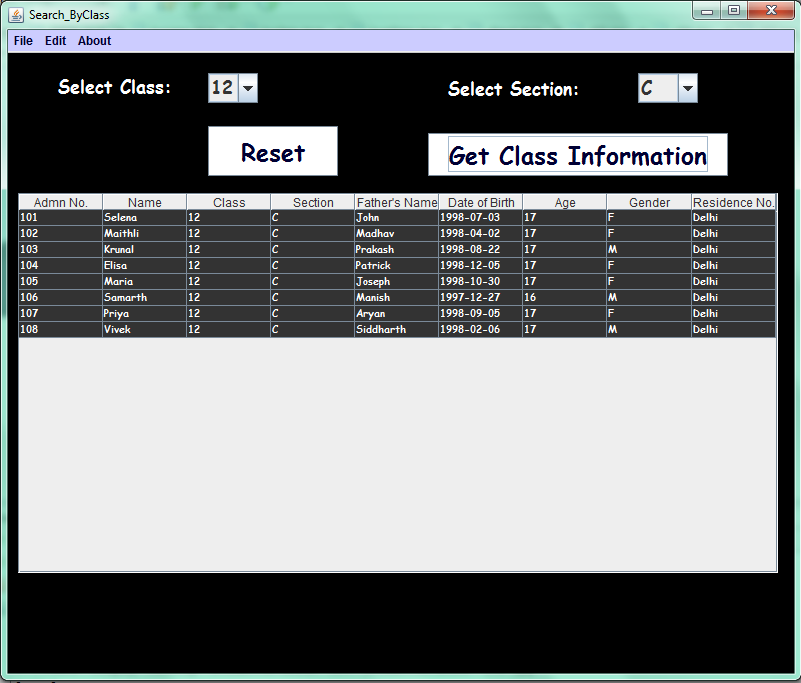 Search_ByClass
File Edit About
Select Class: 12 Select Section: C
Reset Get Class Information
Admn No. Name Class Section Father's Name Date of Birth Age Gender Residence No.
101 Selena 12 C John 1998-07-03 17 F Delhi
102 Maithli 12 C Madhav 1998-04-02 17 F Delhi
103 Krunal 12 C Prakash 1998-08-22 17 M Delhi
104 Elisa 12 C Patrick 1998-12-05 17 F Delhi
105 Maria 12 C Joseph 1998-10-30 17 F Delhi
106 Samarth 12 C Manish 1997-12-27 16 M Delhi
107 Priya 12 C Aryan 1998-09-05 17 F Delhi
108 Vivek 12 C Siddharth 1998-02-06 17 M Delhi